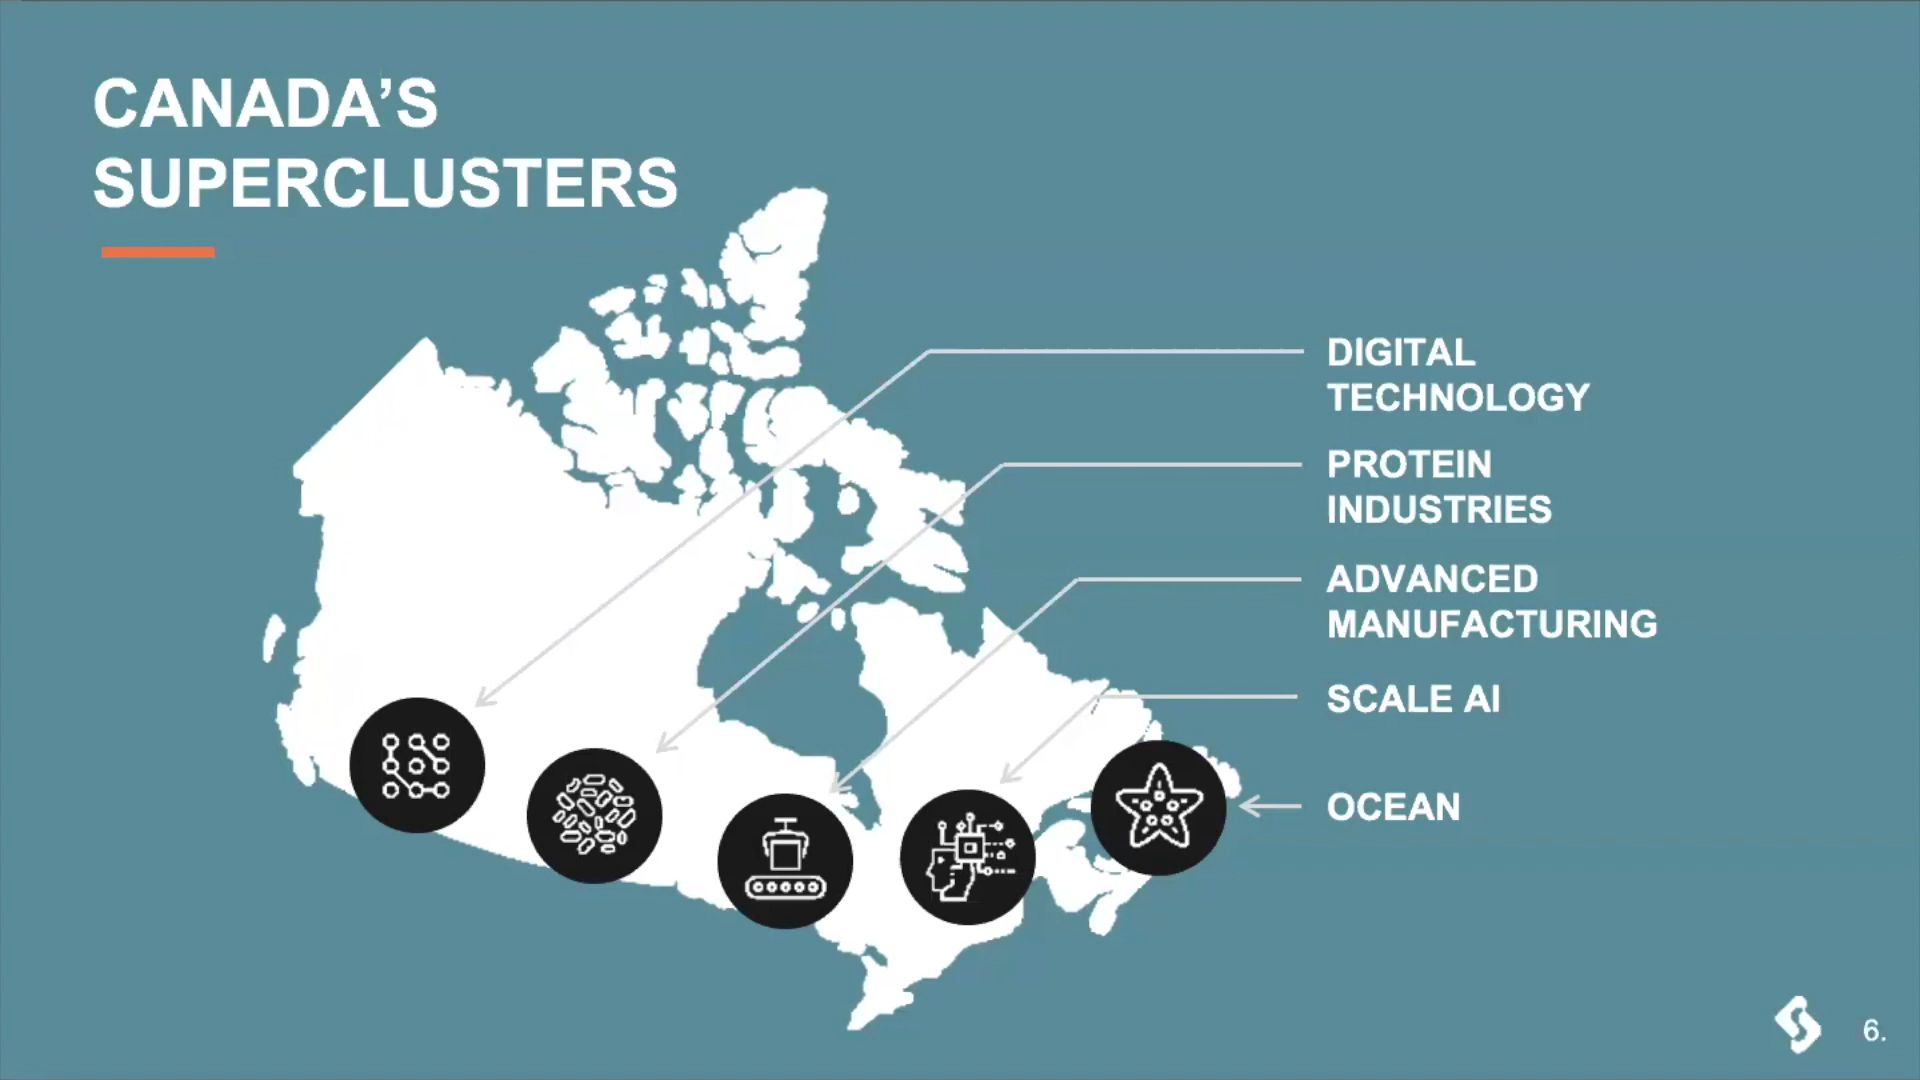 CANADA’S
SUPERCLUSTERS
DIGITAL
TECHNOLOGY
PROTEIN
INDUSTRIES
ADVANCED
MANUFACTURING
SCALE AI
OCEAN
6.